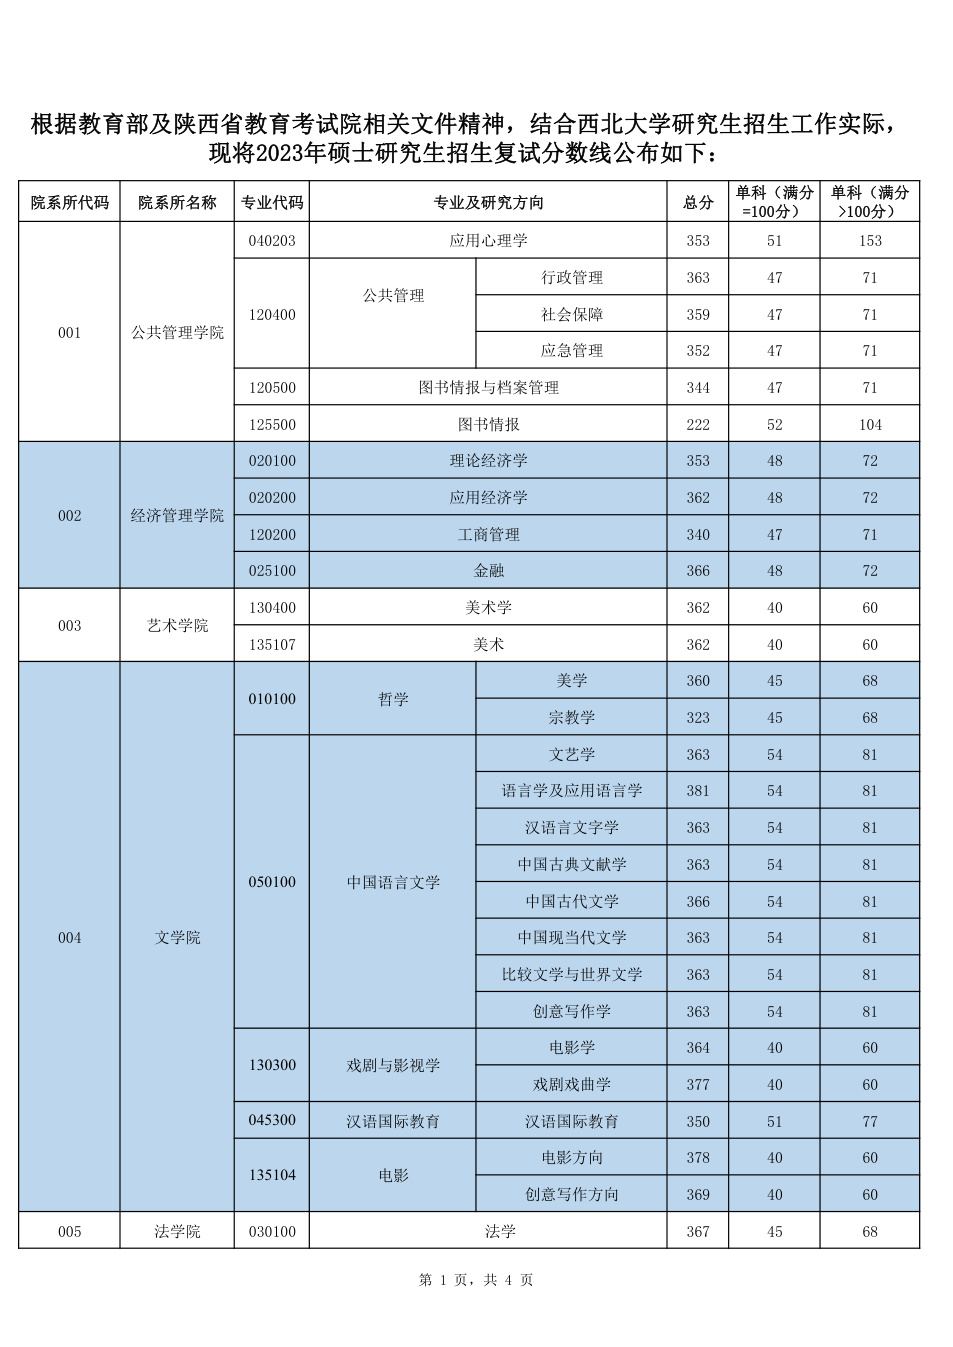 根据教育部及陕西省教育考试院相关文件精神，结合西北大学研究生招生工作实际，
现将2023年硕士研究生招生复试分数线公布如下：
院系所代码 院系所名称 专业代码 专业及研究方向 总分 单科（满分=100分） 单科（满分>100分）
001 公共管理学院 040203 应用心理学 353 51 153
120400 公共管理 行政管理 363 47 71
社会保障 359 47 71
应急管理 352 47 71
120500 图书情报与档案管理 344 47 71
125500 图书情报 222 52 104
002 经济管理学院 020100 理论经济学 353 48 72
020200 应用经济学 362 48 72
120200 工商管理 340 47 71
025100 金融 366 48 72
003 艺术学院 130400 美术学 362 40 60
135107 美术 362 40 60
004 文学院 010100 哲学 美学 360 45 68
宗教学 323 45 68
050100 中国语言文学 文艺学 363 54 81
语言学及应用语言学 381 54 81
汉语言文字学 363 54 81
中国古典文献学 363 54 81
中国古代文学 366 54 81
中国现当代文学 363 54 81
比较文学与世界文学 363 54 81
创意写作学 363 54 81
130300 戏剧与影视学 电影学 364 40 60
戏剧戏曲学 377 40 60
045300 汉语国际教育 汉语国际教育 350 51 77
135104 电影 电影方向 378 40 60
创意写作方向 369 40 60
005 法学院 030100 法学 367 45 68
第 1 页，共 4 页